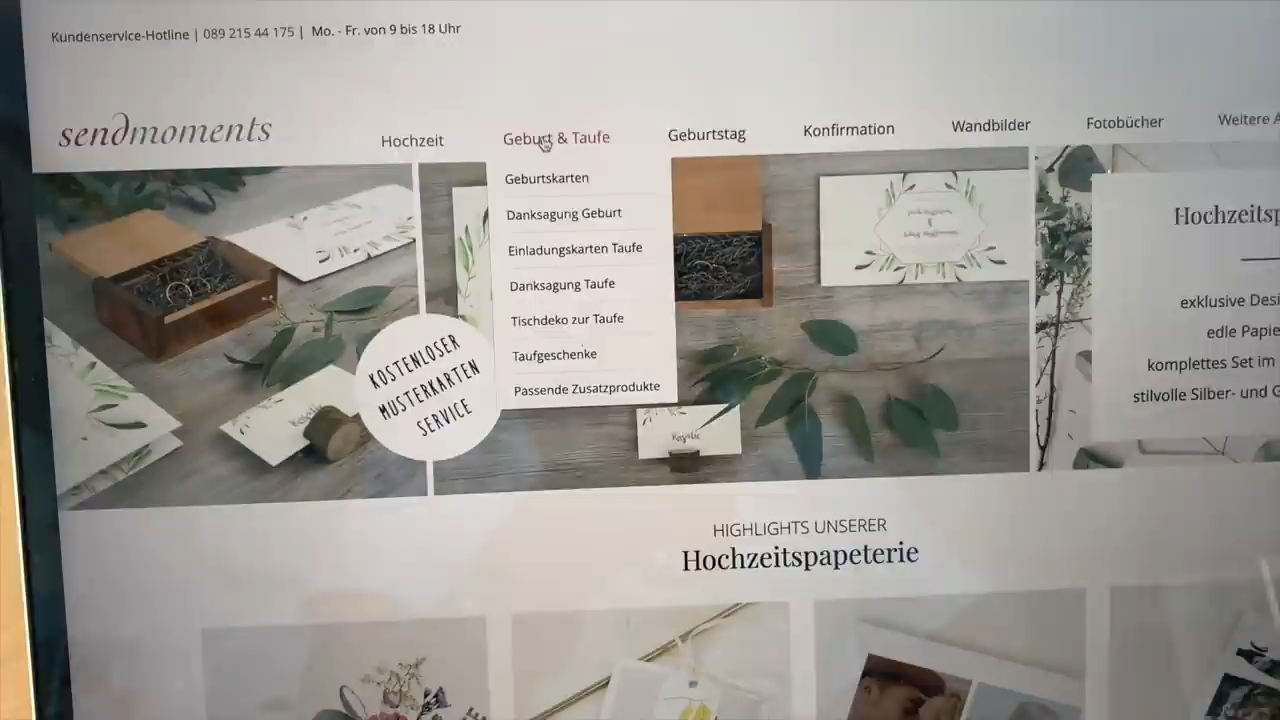 Kundenservice-Hotline | 089 215 44 175 | Mo. - Fr. von 9 bis 18 Uhr
sendmoments
Hochzeit
Geburt & Taufe
Geburtstag
Konfirmation
Wandbilder
Fotobücher
Weitere A
Geburtskarten
Danksagung Geburt
Einladungskarten Taufe
Danksagung Taufe
Tischdeko zur Taufe
Taufgeschenke
Passende Zusatzprodukte
KOSTENLOSER
MUSTERKARTEN
SERVICE
Hochzeitsp
exklusive Desi
edle Papie
komplettes Set im
stilvolle Silber- und G
HIGHLIGHTS UNSERER
Hochzeitspapeterie